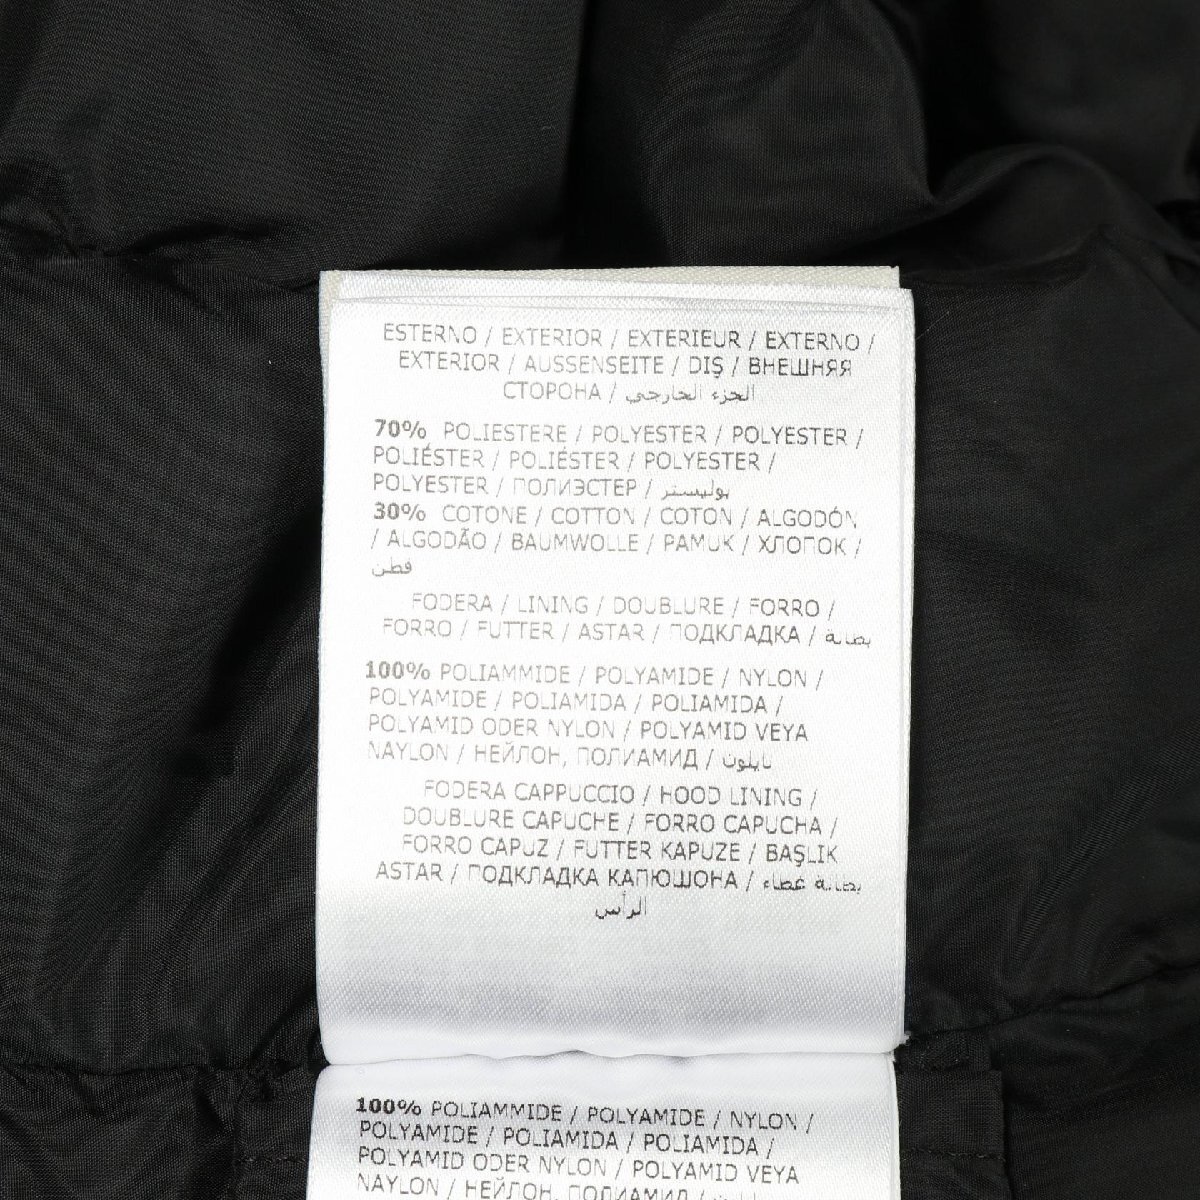 ESTERNO / EXTERIOR / EXTERIEUR / EXTERNO /
EXTERIOR / AUSSENSEITE / DIŞ / ВНЕШНЯЯ
СТОРОНА / الجزء الخارجي
70% POLIESTERE / POLYESTER / POLYESTER /
POLIÉSTER / POLIÉSTER / POLYESTER /
POLYESTER / ПОЛИЭСТЕР / بوليستر
30% COTONE / COTTON / COTON / ALGODÓN
/ ALGODÃO / BAUMWOLLE / PAMUK / ХЛОПОК /
قطن
FODERA / LINING / DOUBLURE / FORRO /
FORRO / FUTTER / ASTAR / ПОДКЛАДКА / بطانة
100% POLIAMMIDE / POLYAMIDE / NYLON /
POLYAMIDE / POLIAMIDA / POLIAMIDA /
POLYAMID ODER NYLON / POLYAMID VEYA
NAYLON / НЕЙЛОН, ПОЛИАМИД / نايلون
FODERA CAPPUCCIO / HOOD LINING /
DOUBLURE CAPUCHE / FORRO CAPUCHA /
FORRO CAPUZ / FUTTER KAPUZE / BAŞLIK
ASTAR / ПОДКЛАДКА КАПЮШОНА / بطانة غطاء
الرأس
100% POLIAMMIDE / POLYAMIDE / NYLON /
POLYAMIDE / POLIAMIDA / POLIAMIDA /
POLYAMID ODER NYLON / POLYAMID VEYA
NAYLON / НЕЙЛОН, ПОЛИАМИД / نايلون